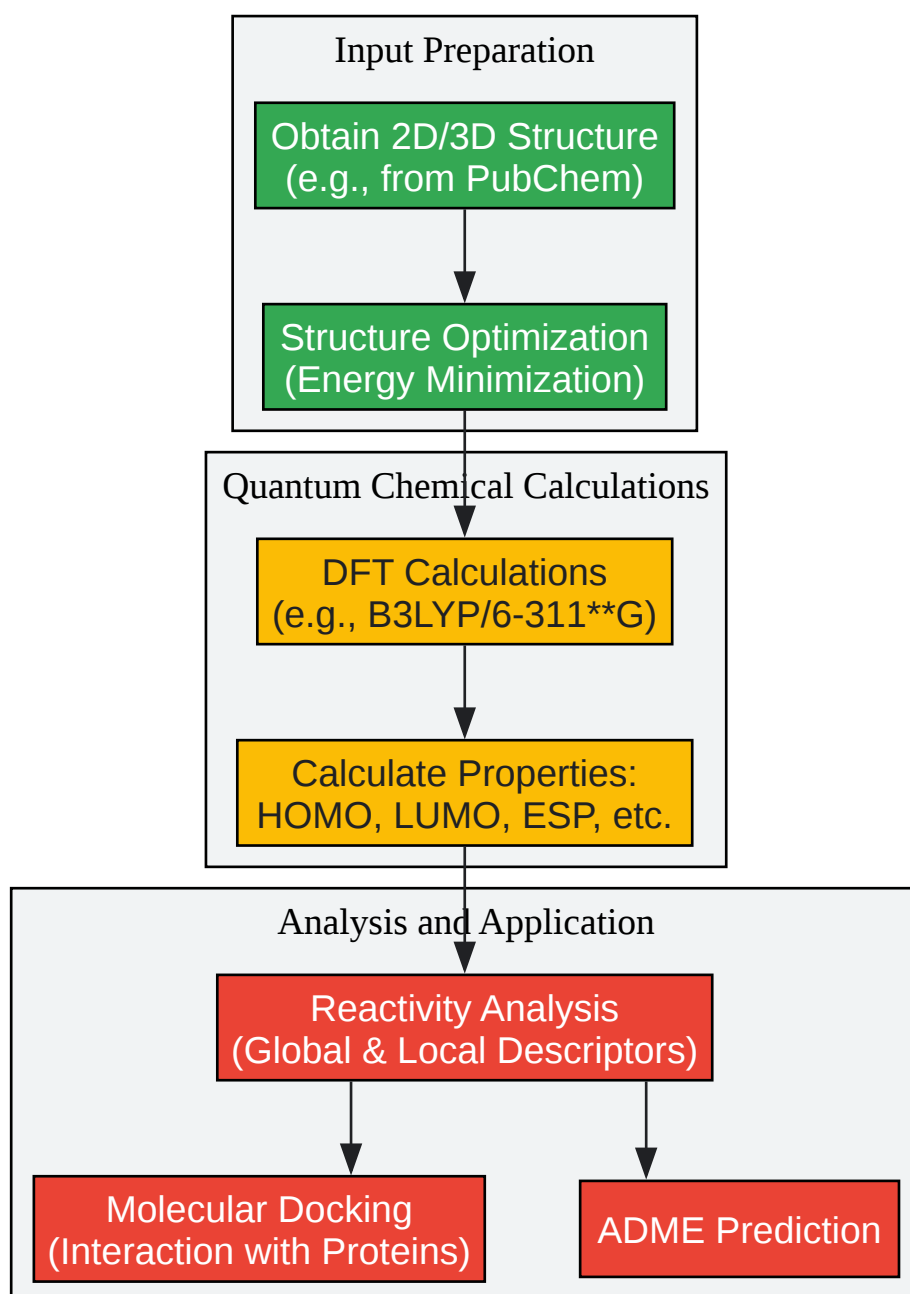 Input Preparation
Obtain 2D/3D Structure
(e.g., from PubChem)
Structure Optimization
(Energy Minimization)
Quantum Chemical Calculations
DFT Calculations
(e.g., B3LYP/6-311**G)
Calculate Properties:
HOMO, LUMO, ESP, etc.
Analysis and Application
Reactivity Analysis
(Global & Local Descriptors)
Molecular Docking
(Interaction with Proteins)
ADME Prediction